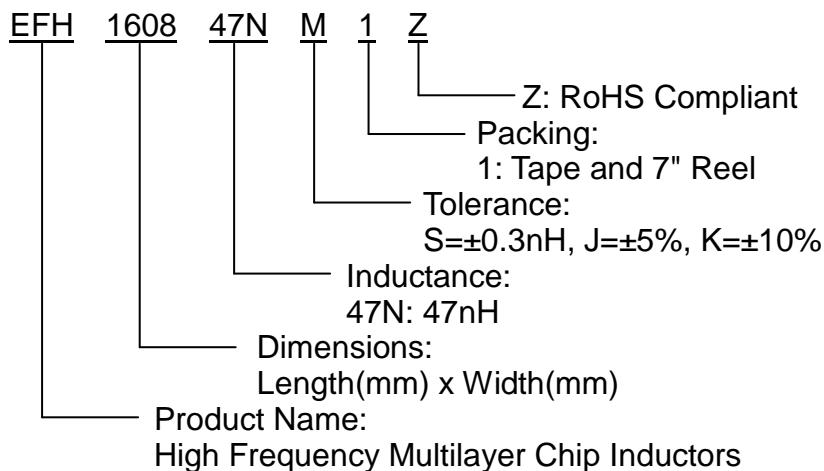 EFH 1608 47N M 1 Z
Z: RoHS Compliant
Packing:
1: Tape and 7" Reel
Tolerance:
S=±0.3nH, J=±5%, K=±10%
Inductance:
47N: 47nH
Dimensions:
Length(mm) x Width(mm)
Product Name:
High Frequency Multilayer Chip Inductors